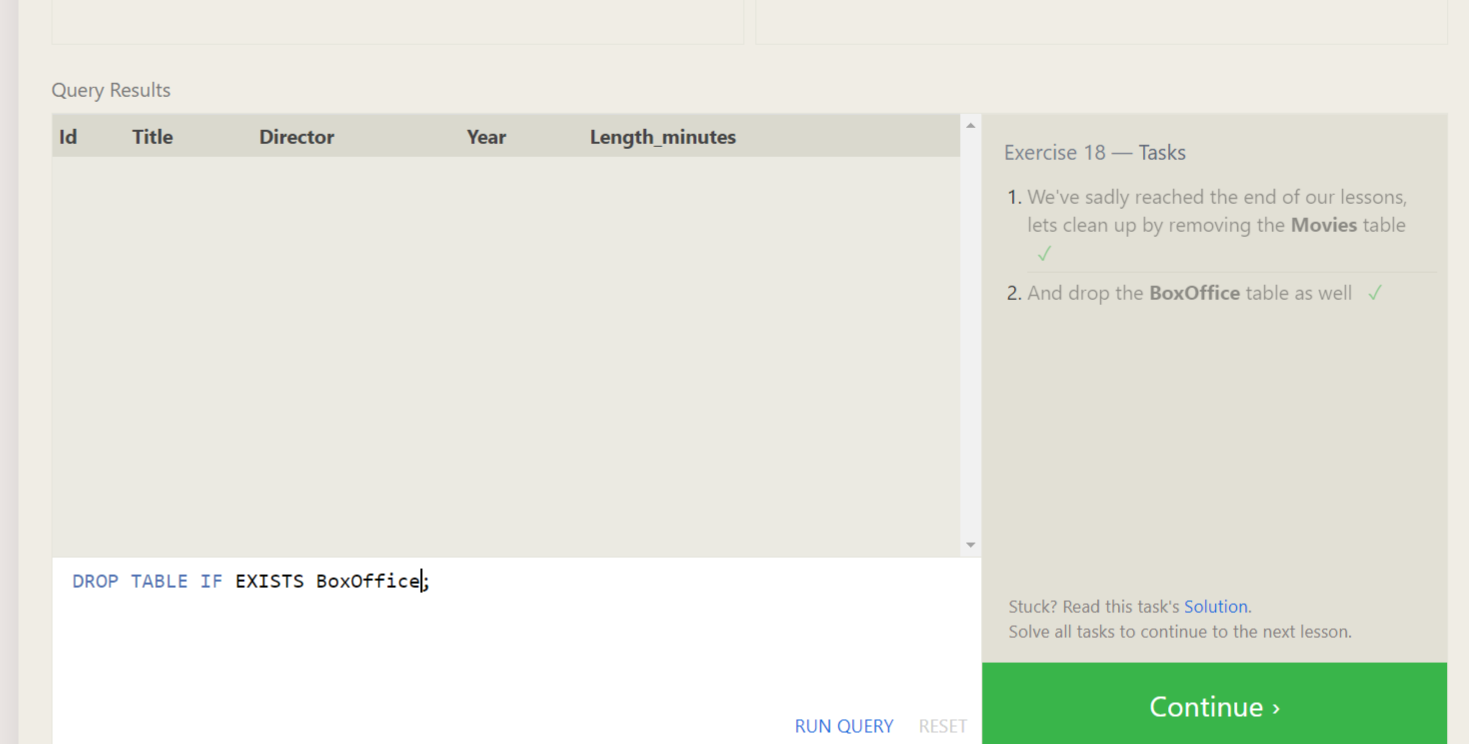 Query Results
Id Title Director Year Length_minutes
Exercise 18 — Tasks
1. We've sadly reached the end of our lessons,
lets clean up by removing the Movies table
✓
2. And drop the BoxOffice table as well ✓
DROP TABLE IF EXISTS BoxOffice;
Stuck? Read this task's Solution.
Solve all tasks to continue to the next lesson.
RUN QUERY RESET
Continue ›